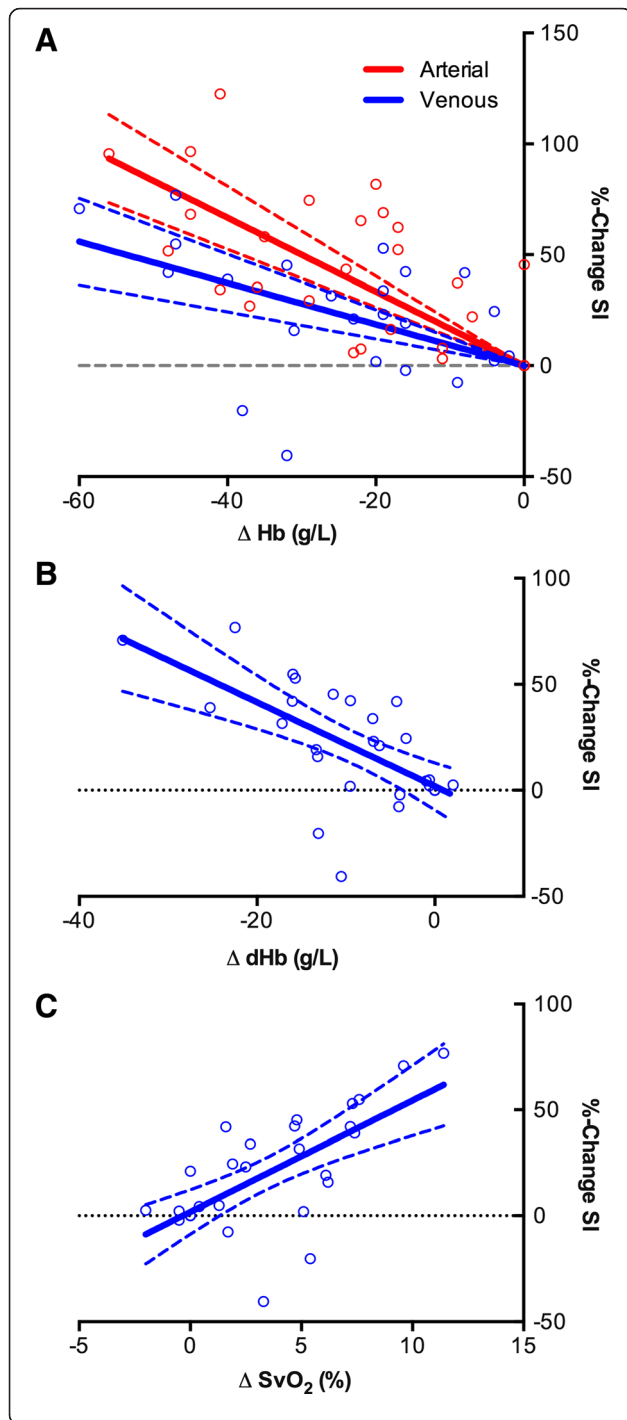 A
Arterial
Venous
150
100
50
0
-50
%-Change SI
-60
-40
-20
0
Δ Hb (g/L)
B
100
50
0
-50
%-Change SI
-40
-20
0
Δ dHb (g/L)
C
100
50
0
-50
%-Change SI
-5
0
5
10
15
Δ SvO₂ (%)